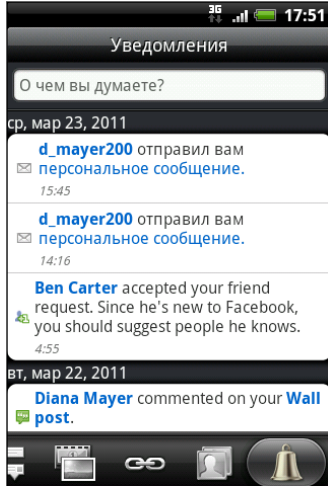 3G 17:51
Уведомления
О чем вы думаете?
ср, мар 23, 2011
d_mayer200 отправил вам
персональное сообщение.
15:45
d_mayer200 отправил вам
персональное сообщение.
14:16
Ben Carter accepted your friend
request. Since he's new to Facebook,
you should suggest people he knows.
4:55
вт, мар 22, 2011
Diana Mayer commented on your Wall
post.